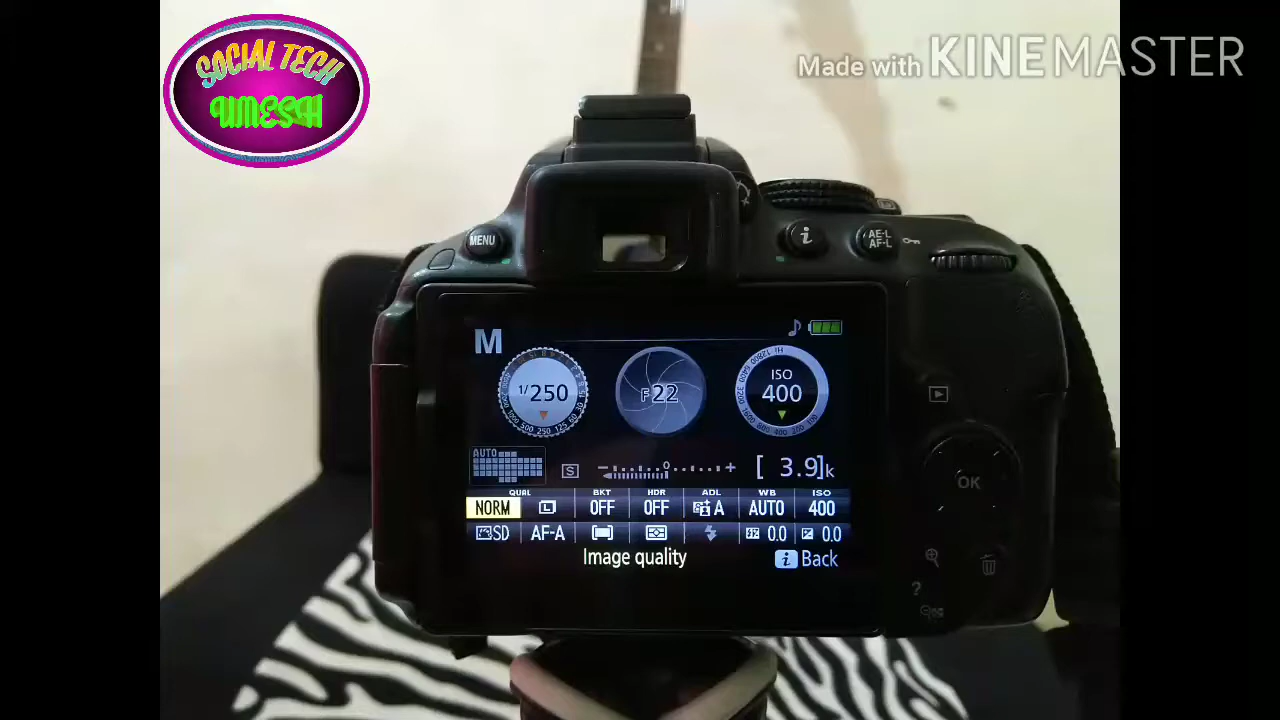 SOCIAL TECH
UMESH
Made with KINEMASTER
MENU
i
AE-L
AF-L
M
1/250
F22
ISO
400
AUTO
S
- 0 +
[ 3.9]k
QUAL BKT HDR ADL WB ISO
NORM L OFF OFF A AUTO 400
SD AF-A 0.0 0.0
Image quality
i Back
OK
?